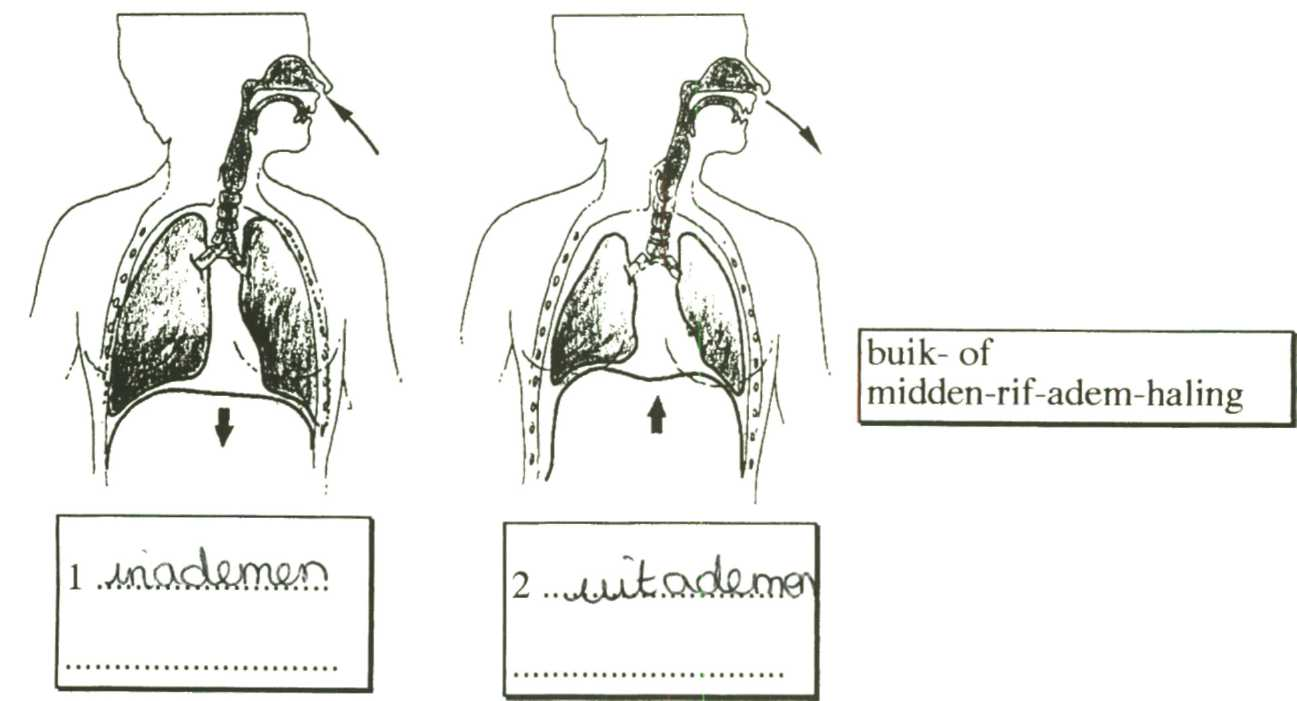 buik- of
midden-rif-adem-haling
1 inademen
2 uitademen